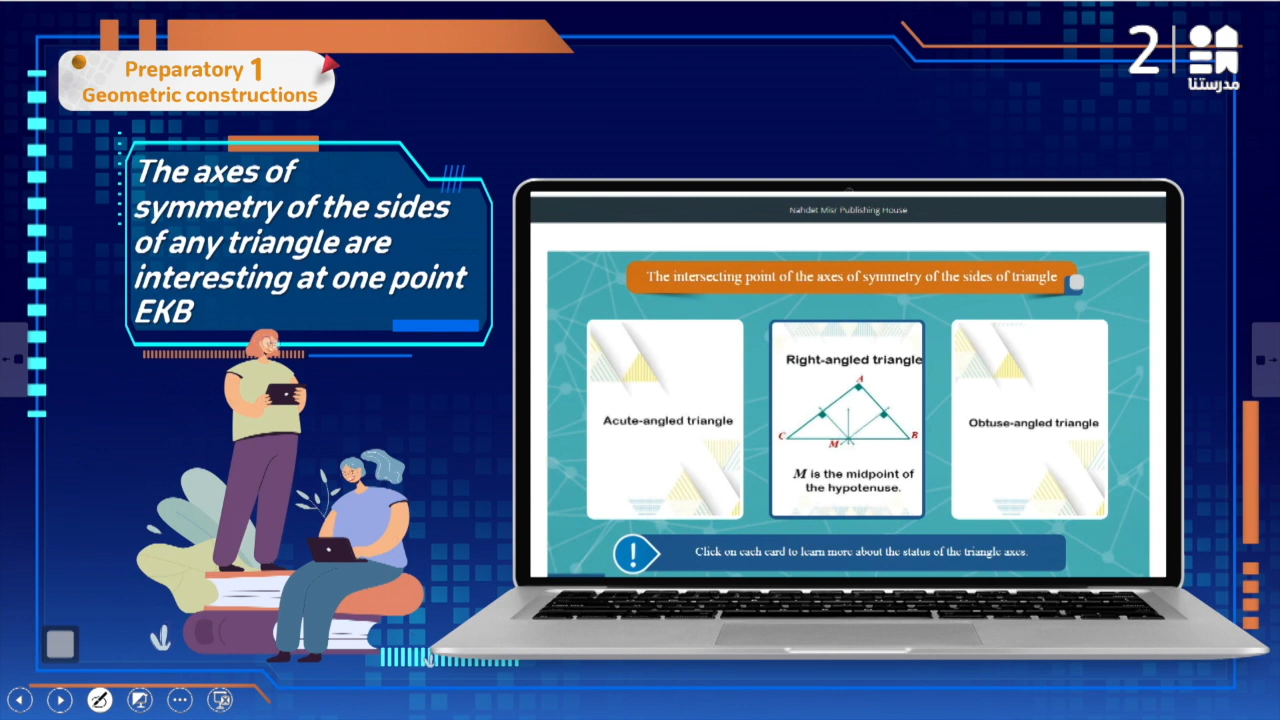 Preparatory 1
Geometric constructions
2
مدرستنا
The axes of
symmetry of the sides
of any triangle are
interesting at one point
EKB
Nahdet Misr Publishing House
The intersecting point of the axes of symmetry of the sides of triangle
Acute-angled triangle
Right-angled triangle
A
C
B
M
M is the midpoint of
the hypotenuse.
Obtuse-angled triangle
!
Click on each card to learn more about the status of the triangle axes.